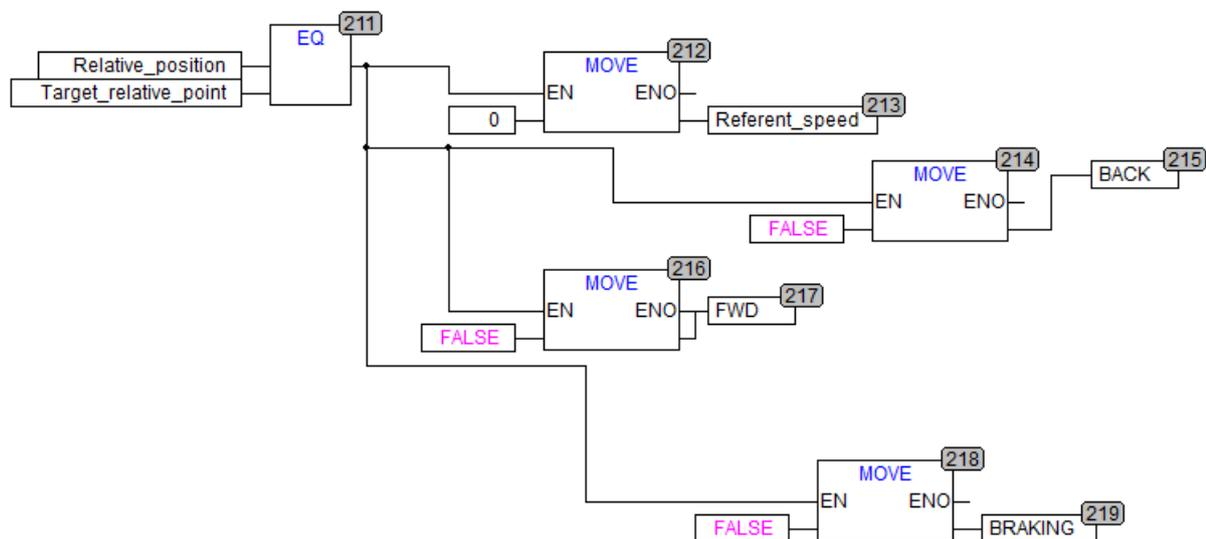 211
EQ
Relative_position
Target_relative_point
212
MOVE
EN ENO
0
213
Referent_speed
214
MOVE
EN ENO
FALSE
215
BACK
216
MOVE
EN ENO
FALSE
217
FWD
218
MOVE
EN ENO
FALSE
219
BRAKING